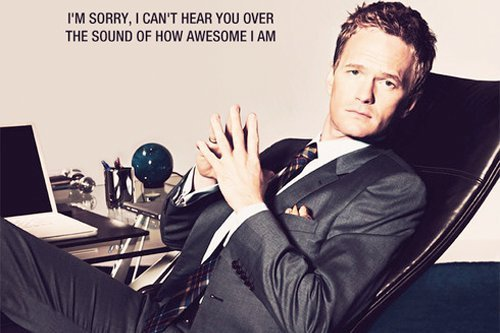 I'M SORRY, I CAN'T HEAR YOU OVER
THE SOUND OF HOW AWESOME I AM